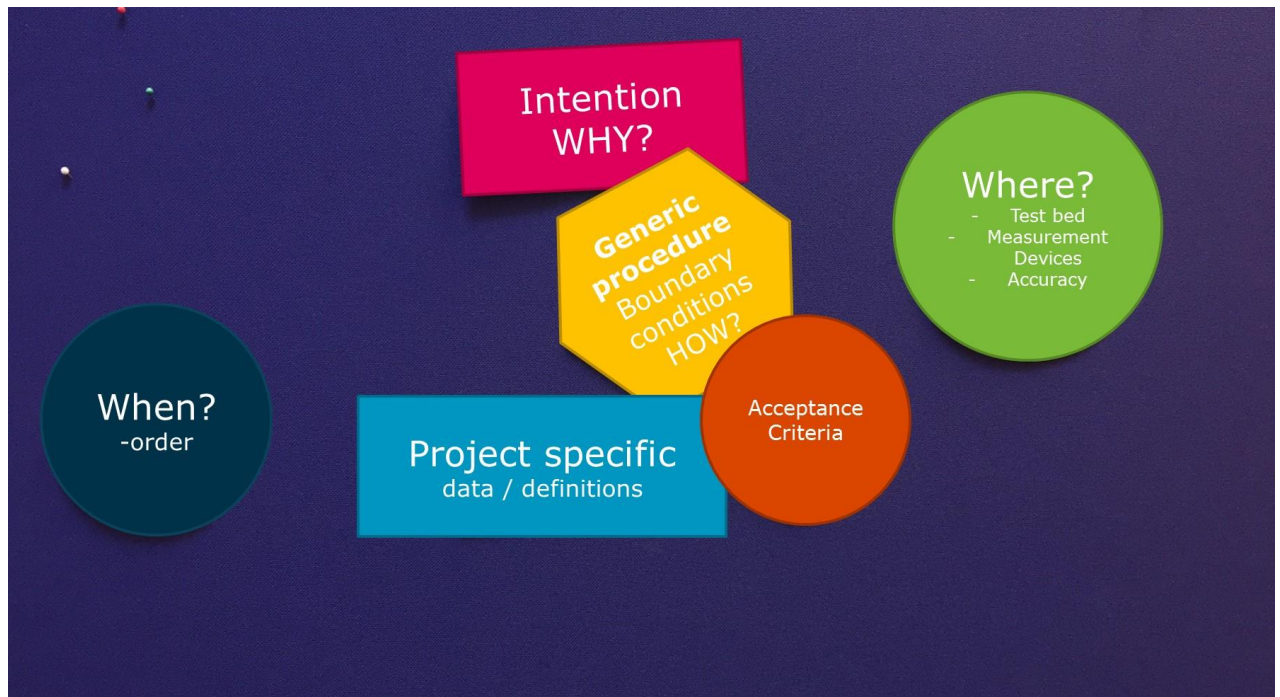 Intention
WHY?
Generic
procedure
Boundary
conditions
HOW?
Where?
- Test bed
- Measurement
Devices
- Accuracy
When?
-order
Project specific
data / definitions
Acceptance
Criteria